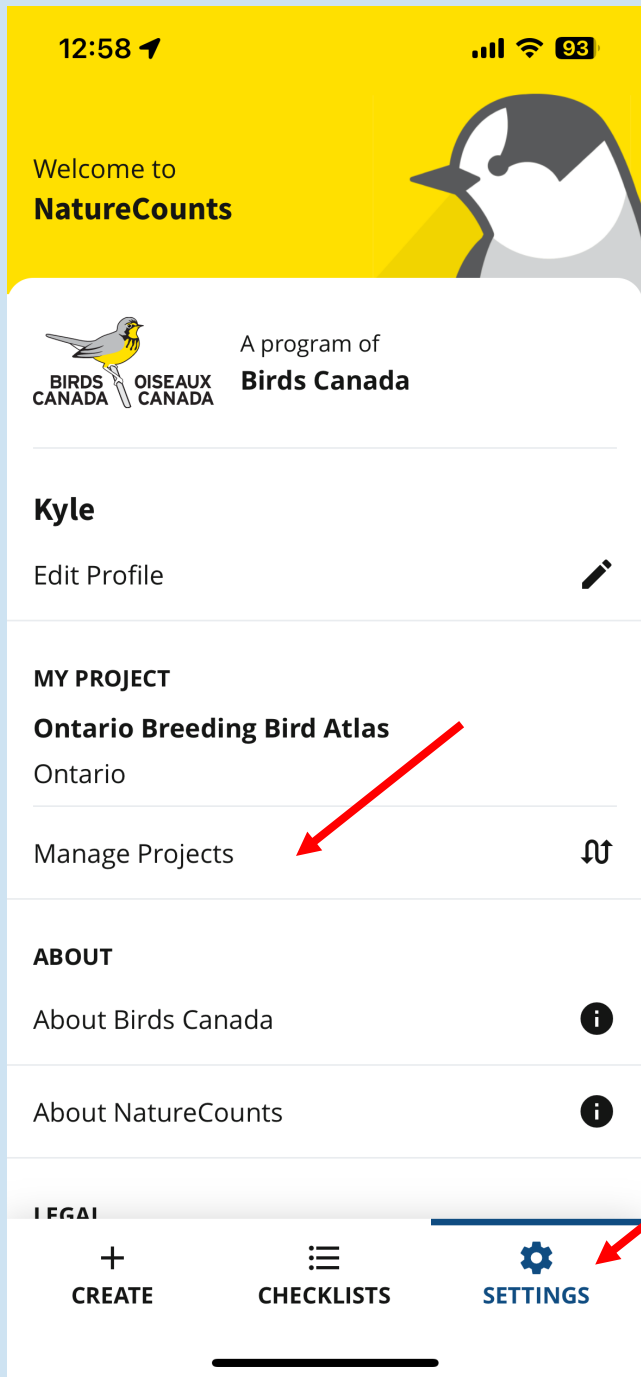 12:58
93
Welcome to
NatureCounts
BIRDS OISEAUX
CANADA CANADA
A program of
Birds Canada
Kyle
Edit Profile
MY PROJECT
Ontario Breeding Bird Atlas
Ontario
Manage Projects
ABOUT
About Birds Canada
About NatureCounts
LEGAL
CREATE CHECKLISTS SETTINGS